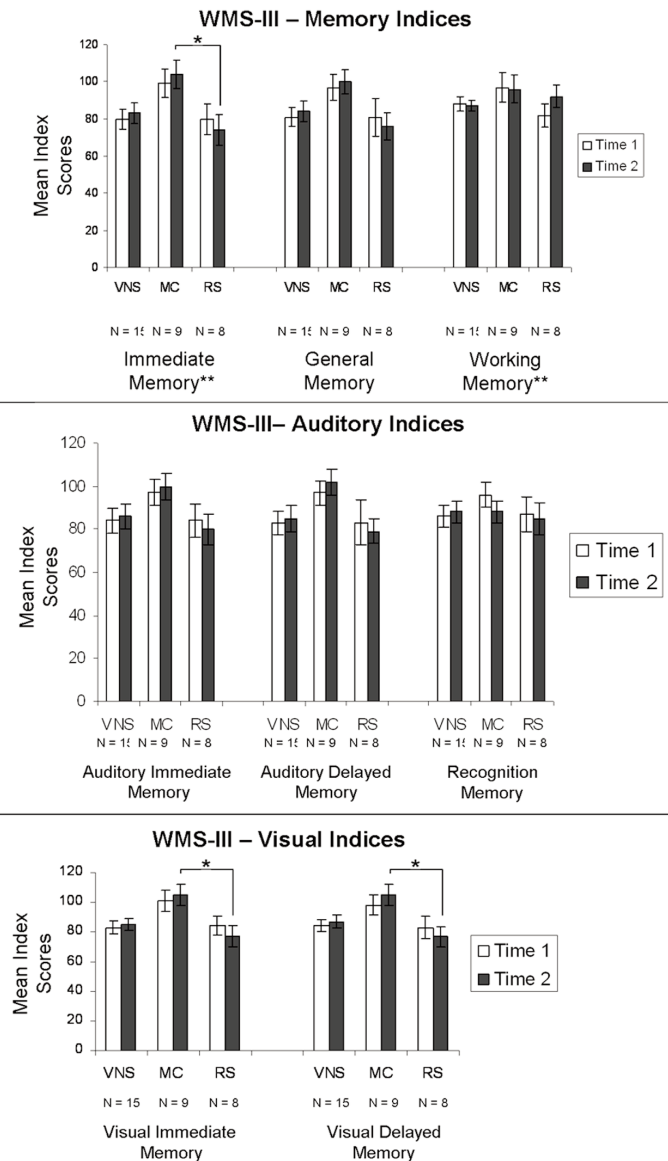 WMS-III – Memory Indices
*
120
100
80
60
40
20
0
Mean Index
Scores
Time 1
Time 2
VNS MC RS VNS MC RS VNS MC RS
N = 15 N = 9 N = 8 N = 15 N = 9 N = 8 N = 15 N = 9 N = 8
Immediate General Working
Memory** Memory Memory**
WMS-III– Auditory Indices
120
100
80
60
40
20
0
Mean Index
Scores
Time 1
Time 2
VNS MC RS VNS MC RS VNS MC RS
N = 15 N = 9 N = 8 N = 15 N = 9 N = 8 N = 15 N = 9 N = 8
Auditory Immediate Auditory Delayed Recognition
Memory Memory Memory
WMS-III – Visual Indices
* *
120
100
80
60
40
20
0
Mean Index
Scores
Time 1
Time 2
VNS MC RS VNS MC RS
N = 15 N = 9 N = 8 N = 15 N = 9 N = 8
Visual Immediate Visual Delayed
Memory Memory